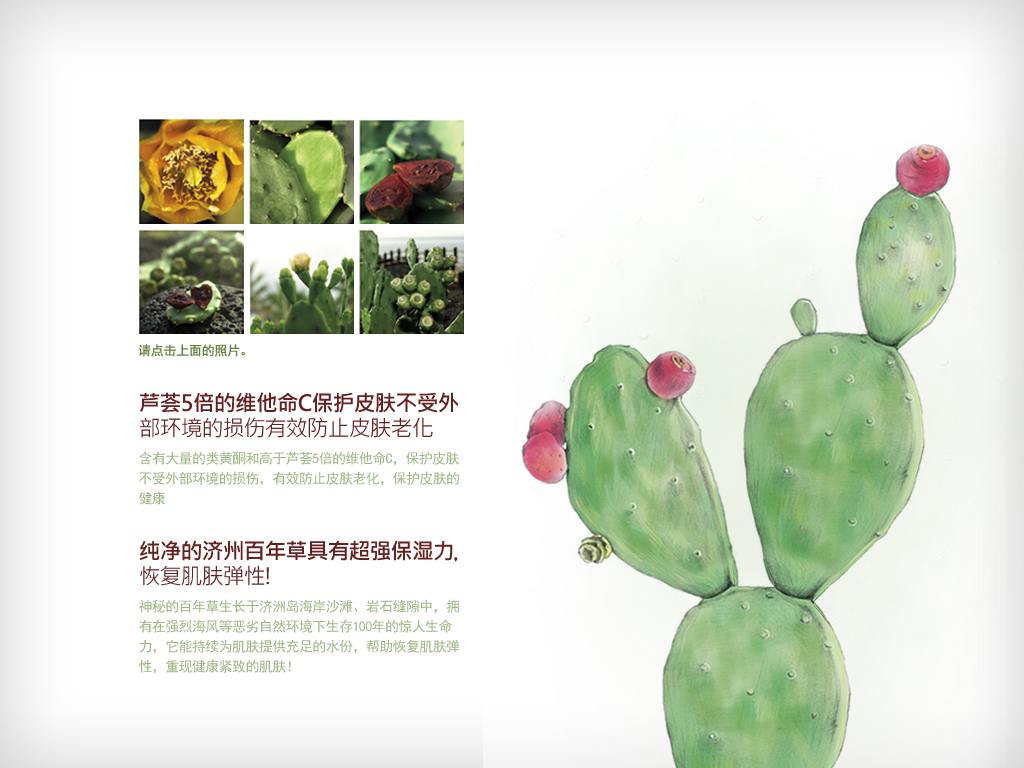 请点击上面的照片。
芦荟5倍的维他命C保护皮肤不受外
部环境的损伤有效防止皮肤老化
含有大量的类黄酮和高于芦荟5倍的维他命C，保护皮肤
不受外部环境的损伤，有效防止皮肤老化，保护皮肤的
健康
纯净的济州百年草具有超强保湿力，
恢复肌肤弹性!
神秘的百年草生长于济洲岛海岸沙滩、岩石缝隙中，拥
有在强烈海风等恶劣自然环境下生存100年的惊人生命
力，它能持续为肌肤提供充足的水份，帮助恢复肌肤弹
性，重现健康紧致的肌肤！